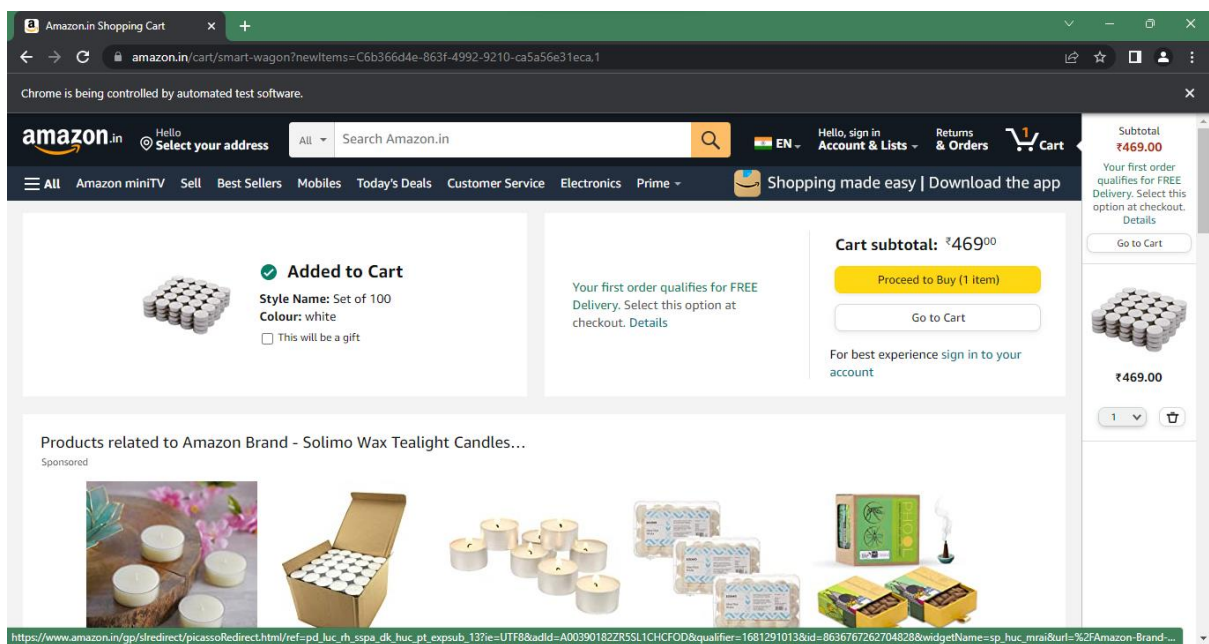 Amazon.in Shopping Cart
amazon.in/cart/smart-wagon?newItems=C6b366d4e-863f-4992-9210-ca5a56e31eca,1
Chrome is being controlled by automated test software.
amazon.in
Hello
Select your address
All
Search Amazon.in
EN
Hello, sign in
Account & Lists
Returns
& Orders
1
Cart
All
Amazon miniTV
Sell
Best Sellers
Mobiles
Today's Deals
Customer Service
Electronics
Prime
Shopping made easy | Download the app
Added to Cart
Style Name: Set of 100
Colour: white
This will be a gift
Your first order qualifies for FREE
Delivery. Select this option at
checkout. Details
Cart subtotal: ₹46900
Proceed to Buy (1 item)
Go to Cart
For best experience sign in to your
account
Subtotal
₹469.00
Your first order
qualifies for FREE
Delivery. Select this
option at checkout.
Details
Go to Cart
₹469.00
1
Products related to Amazon Brand - Solimo Wax Tealight Candles...
Sponsored
PHOOL
https://www.amazon.in/gp/slredirect/picassoRedirect.html/ref=pd_luc_rh_sspa_dk_huc_pt_expsub_13?ie=UTF8&adId=A00390182ZR5SL1CHCFOD&qualifier=1681291013&id=8636767262704828&widgetName=sp_huc_mrai&url=%2FAmazon-Brand-...